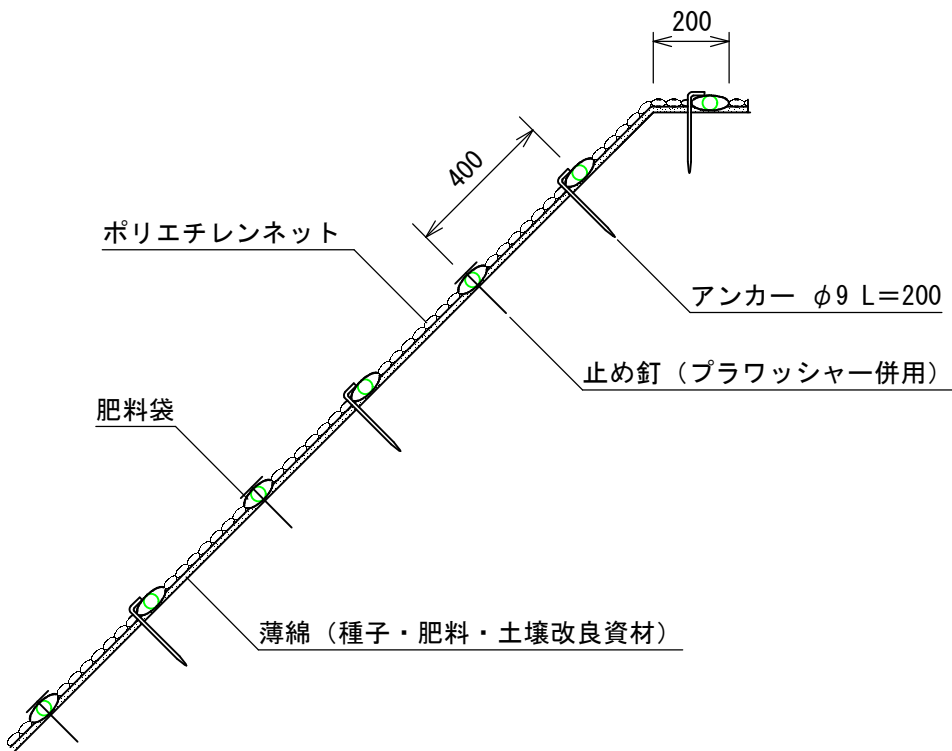 200
400
ポリエチレンネット
アンカー φ9 L＝200
止め釘（プラワッシャー併用）
肥料袋
薄綿（種子・肥料・土壌改良資材）